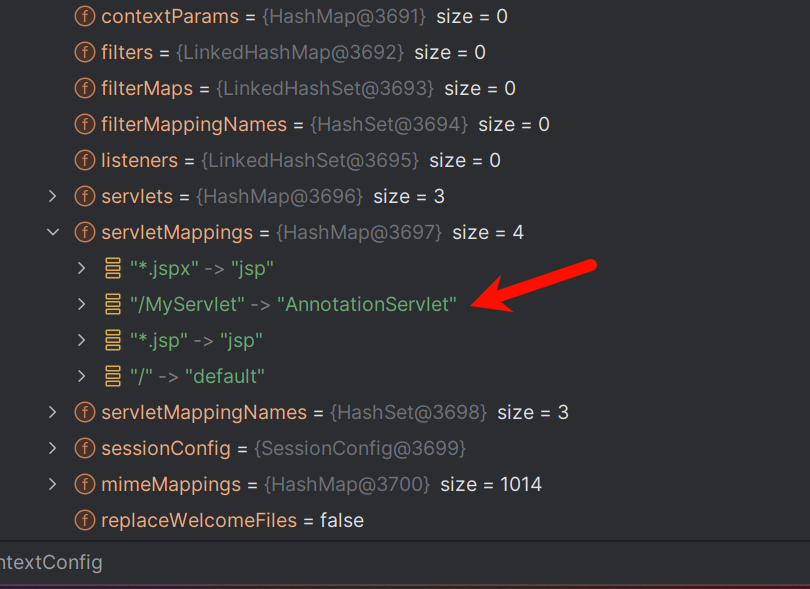 contextParams = {HashMap@3691} size = 0
filters = {LinkedHashMap@3692} size = 0
filterMaps = {LinkedHashSet@3693} size = 0
filterMappingNames = {HashSet@3694} size = 0
listeners = {LinkedHashSet@3695} size = 0
servlets = {HashMap@3696} size = 3
servletMappings = {HashMap@3697} size = 4
"*.jspx" -> "jsp"
"/MyServlet" -> "AnnotationServlet"
"*.jsp" -> "jsp"
"/" -> "default"
servletMappingNames = {HashSet@3698} size = 3
sessionConfig = {SessionConfig@3699}
mimeMappings = {HashMap@3700} size = 1014
replaceWelcomeFiles = false
ntextConfig